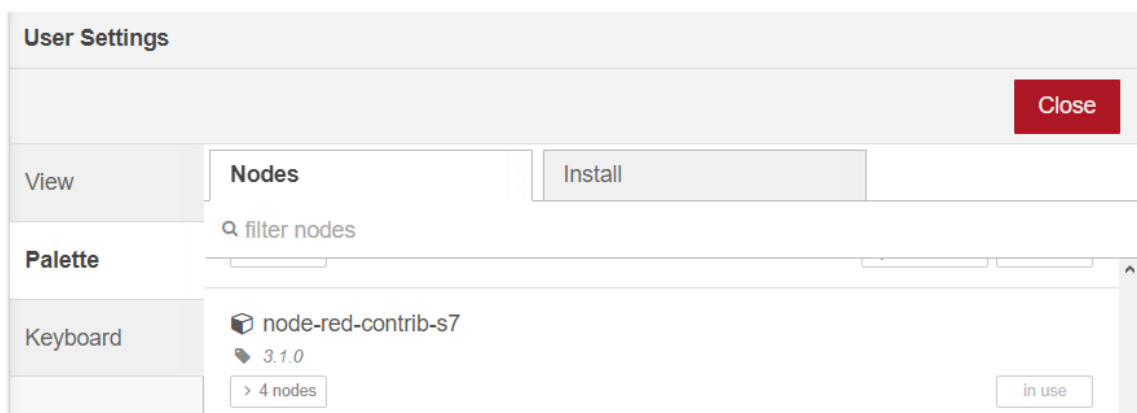 User Settings
Close
View
Nodes
Install
filter nodes
Palette
node-red-contrib-s7
Keyboard
3.1.0
> 4 nodes
in use